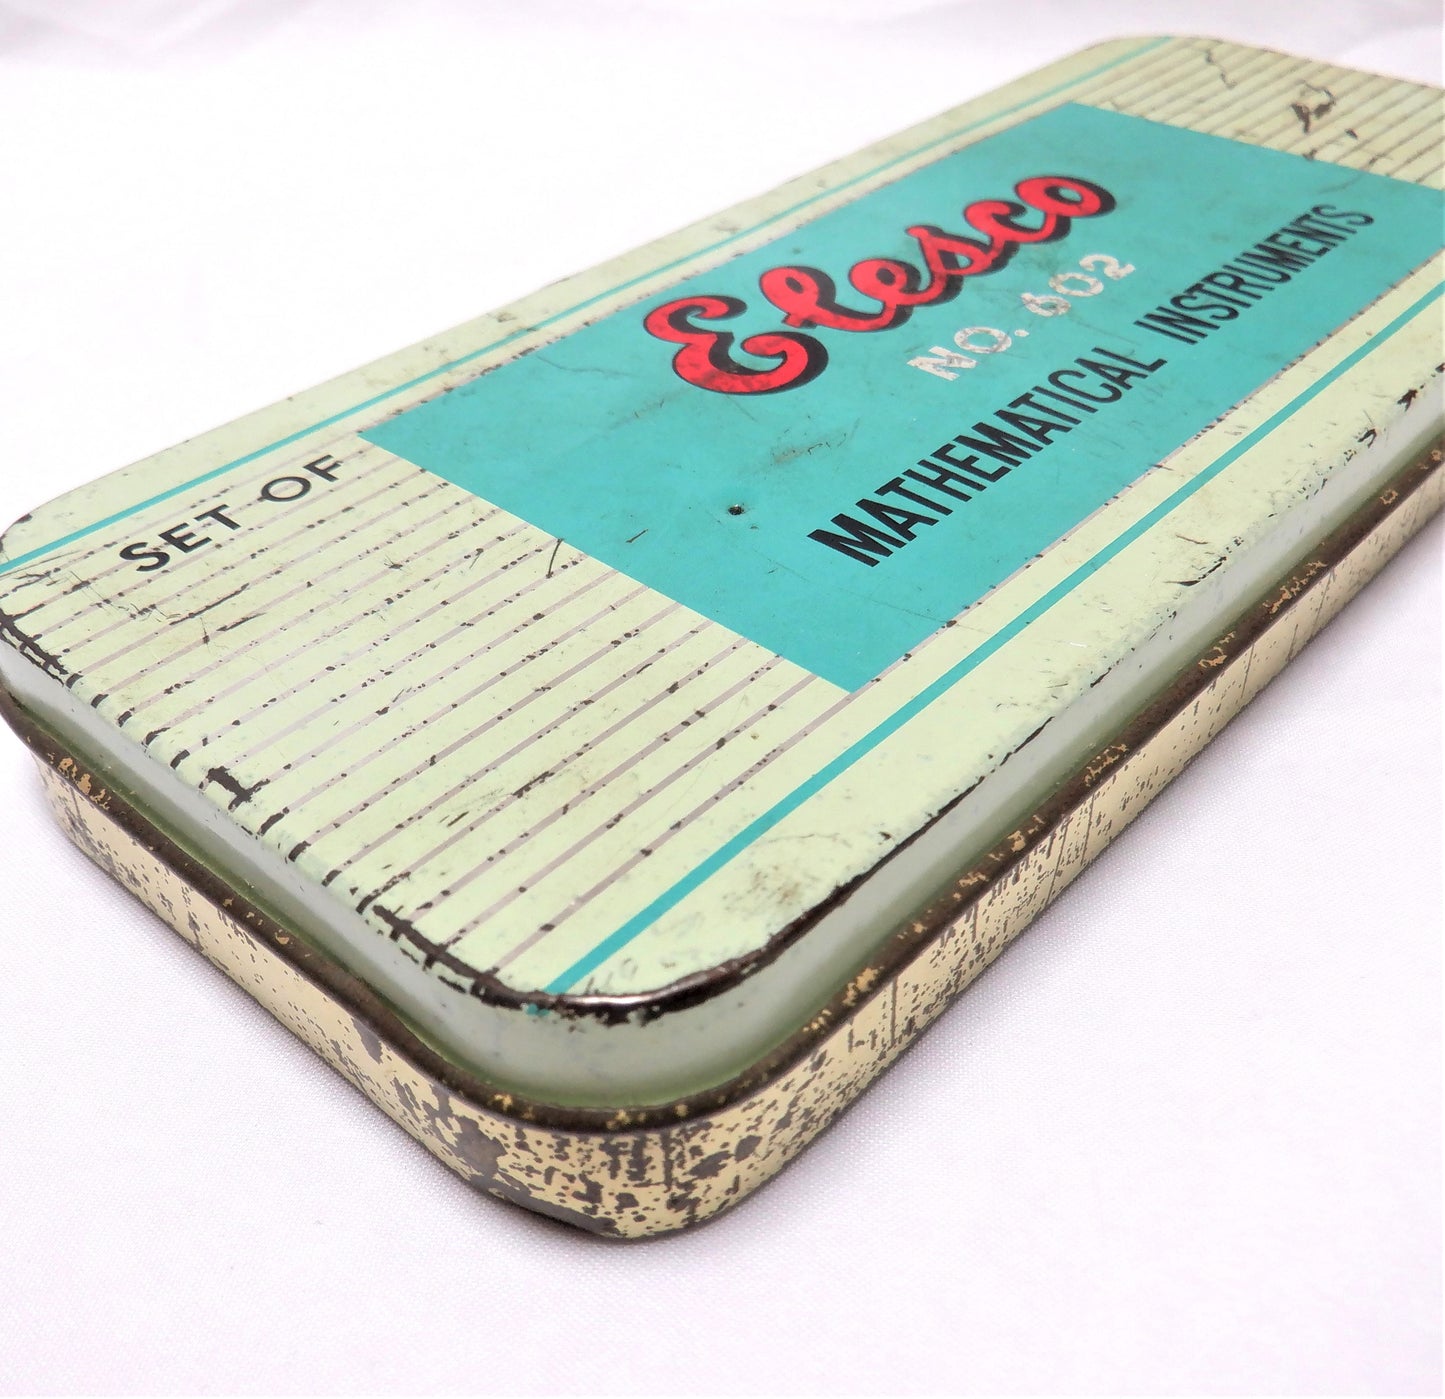 SET OF
Elesco
NO. 602
MATHEMATICAL INSTRUMENTS